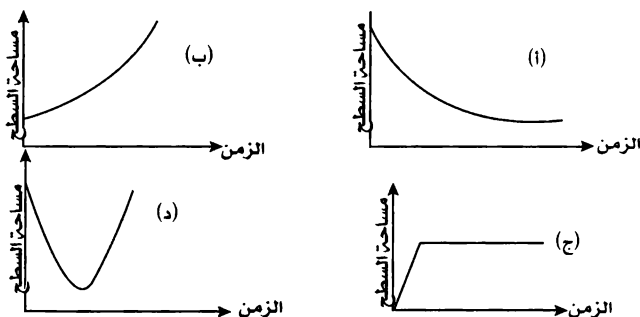 (أ)
مساحة السطح
الزمن
(ب)
مساحة السطح
الزمن
(ج)
مساحة السطح
الزمن
(د)
مساحة السطح
الزمن